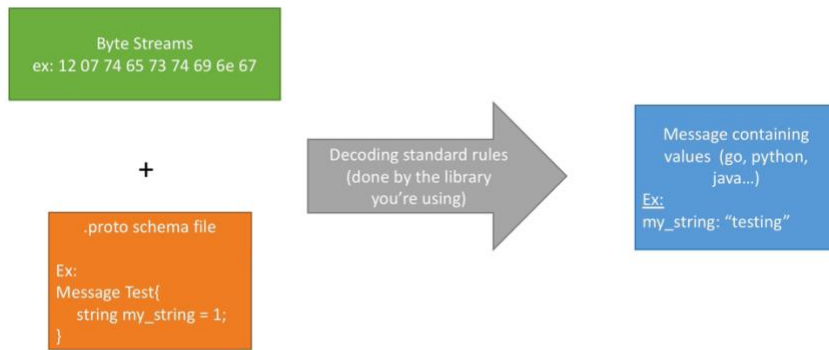 Byte Streams
ex: 12 07 74 65 73 74 69 6e 67
+
.proto schema file
Ex:
Message Test{
string my_string = 1;
}
Decoding standard rules
(done by the library
you’re using)
Message containing
values  (go, python,
java…)
Ex:
my_string: “testing”